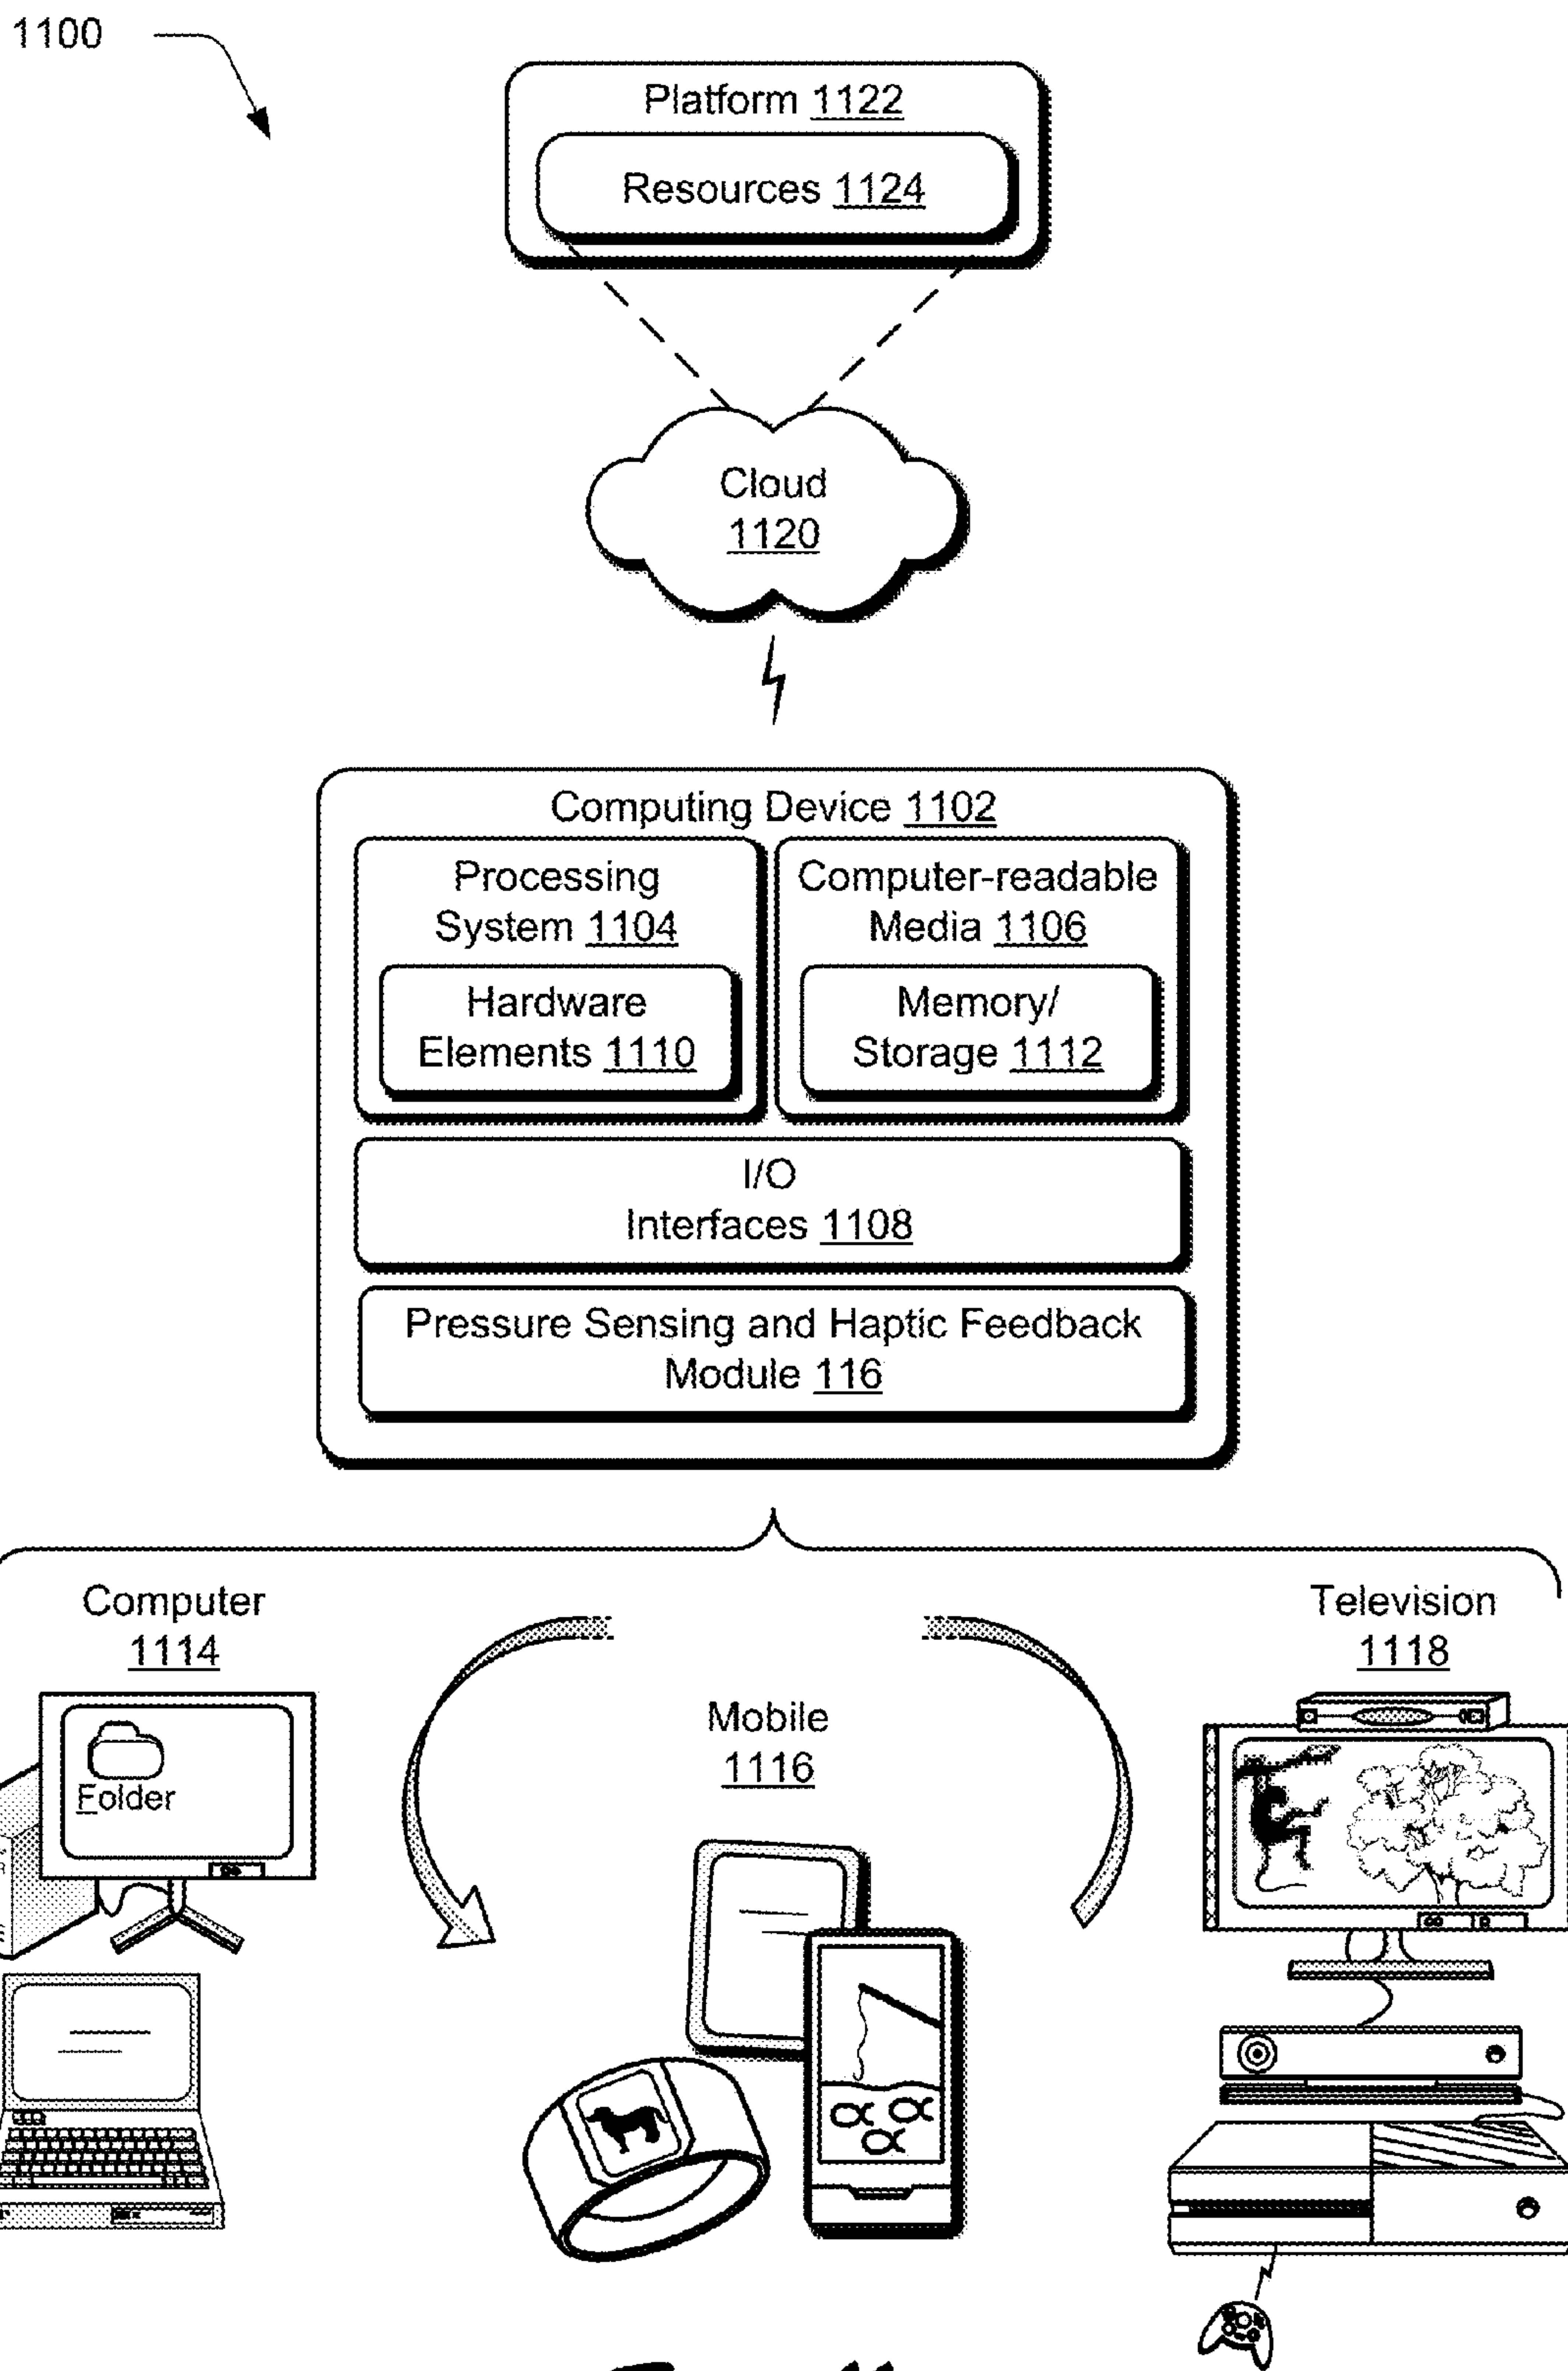 1100
Platform 1122
Resources 1124
Cloud
1120
Computing Device 1102
Processing
System 1104
Hardware
Elements 1110
Computer-readable
Media 1106
Memory/
Storage 1112
I/O
Interfaces 1108
Pressure Sensing and Haptic Feedback
Module 116
Computer
1114
Folder
Mobile
1116
Television
1118